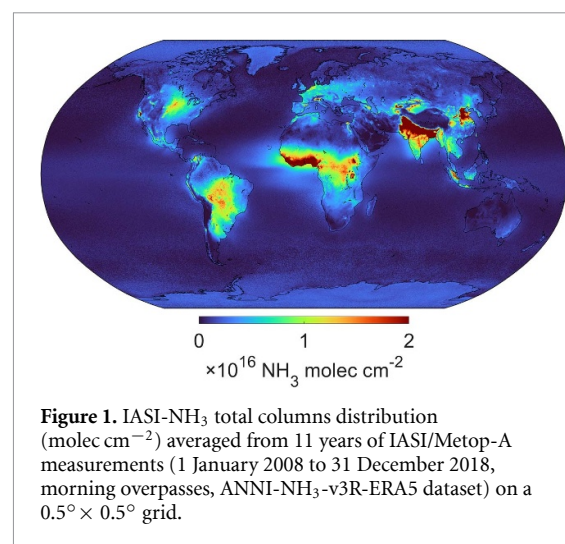 0 1 2
×10¹⁶ NH₃ molec cm⁻²
Figure 1. IASI-NH₃ total columns distribution
(molec cm⁻²) averaged from 11 years of IASI/Metop-A
measurements (1 January 2008 to 31 December 2018,
morning overpasses, ANNI-NH₃-v3R-ERA5 dataset) on a
0.5° × 0.5° grid.